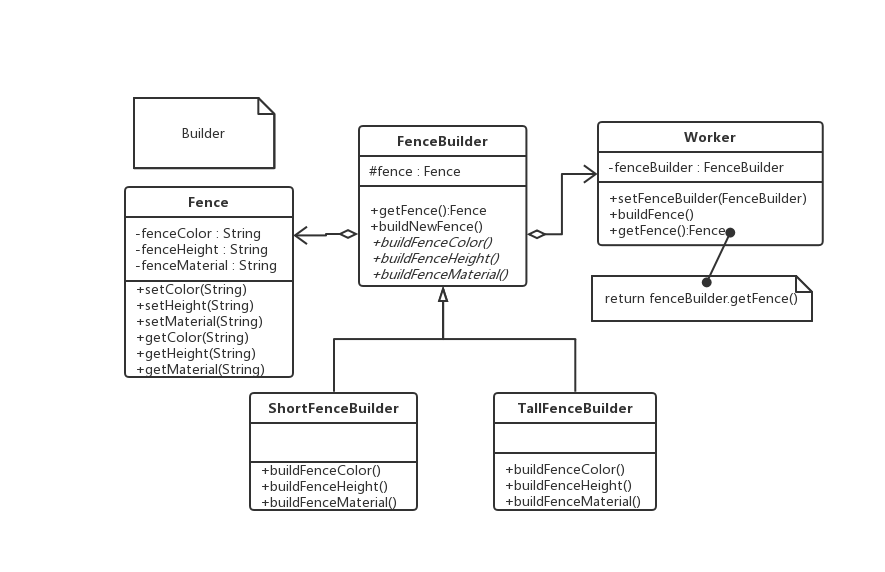 Builder
Fence
-fenceColor : String
-fenceHeight : String
-fenceMaterial : String
+setColor(String)
+setHeight(String)
+setMaterial(String)
+getColor(String)
+getHeight(String)
+getMaterial(String)
FenceBuilder
#fence : Fence
+getFence():Fence
+buildNewFence()
+buildFenceColor()
+buildFenceHeight()
+buildFenceMaterial()
Worker
-fenceBuilder : FenceBuilder
+setFenceBuilder(FenceBuilder)
+buildFence()
+getFence():Fence
return fenceBuilder.getFence()
ShortFenceBuilder
+buildFenceColor()
+buildFenceHeight()
+buildFenceMaterial()
TallFenceBuilder
+buildFenceColor()
+buildFenceHeight()
+buildFenceMaterial()